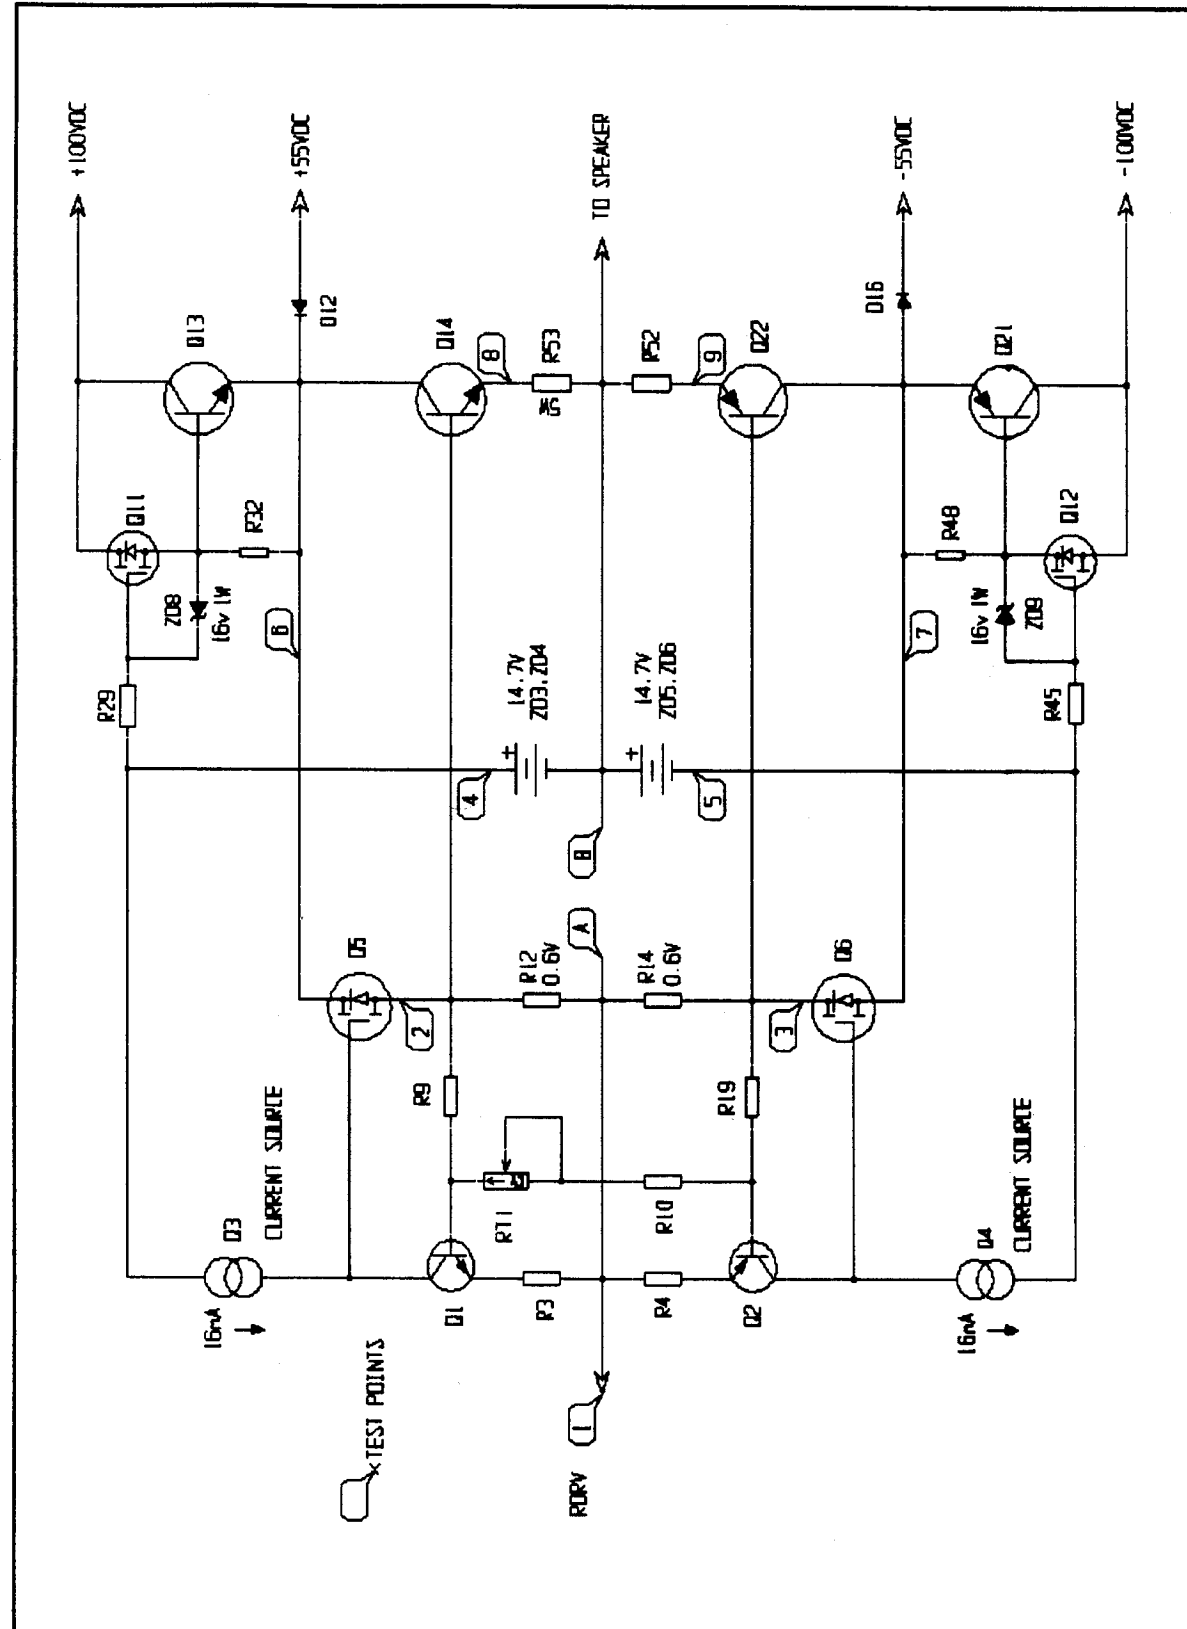 +100VDC
+55VDC
TO SPEAKER
-55VDC
-100VDC
D12
D16
Q13
Q14
8
R53
5W
R52
9
Q22
Q21
Q11
R32
R48
Q12
ZD8
16v 1W
6
7
16v 1W
ZD9
R29
14.7V
ZD3.ZD4
14.7V
ZD5.ZD6
R45
4
5
B
A
Q5
R12
0.6V
R14
0.6V
Q6
2
3
R9
R19
CURRENT SOURCE
CURRENT SOURCE
RT1
R10
Q3
Q4
16mA
Q1
R3
R4
Q2
16mA
TEST POINTS
1
RDRV